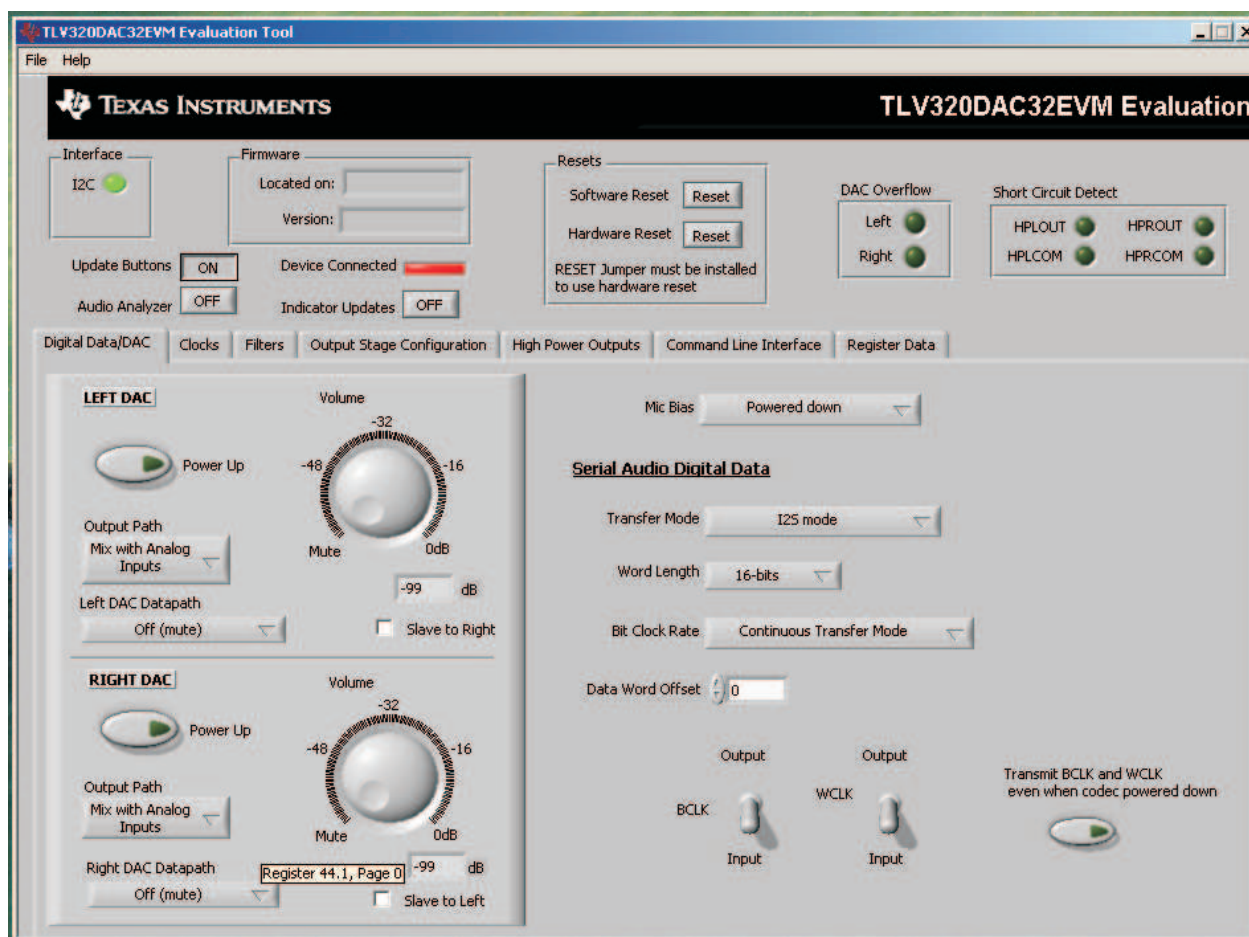 TLV320DAC32EVM Evaluation Tool
File Help
TEXAS INSTRUMENTS
TLV320DAC32EVM Evaluation
Interface
I2C
Firmware
Located on:
Version:
Resets
Software Reset Reset
Hardware Reset Reset
RESET Jumper must be installed
to use hardware reset
DAC Overflow
Left
Right
Short Circuit Detect
HPLOUT HPROUT
HPLCOM HPRCOM
Update Buttons ON
Device Connected
Audio Analyzer OFF
Indicator Updates OFF
Digital Data/DAC Clocks Filters Output Stage Configuration High Power Outputs Command Line Interface Register Data
LEFT DAC
Volume
-32
-48
-16
Mute
0dB
Power Up
Output Path
Mix with Analog
Inputs
-99 dB
Left DAC Datapath
Off (mute)
Slave to Right
RIGHT DAC
Volume
-32
-48
-16
Mute
0dB
Power Up
Output Path
Mix with Analog
Inputs
Right DAC Datapath
Register 44.1, Page 0
-99 dB
Off (mute)
Slave to Left
Mic Bias Powered down
Serial Audio Digital Data
Transfer Mode I2S mode
Word Length 16-bits
Bit Clock Rate Continuous Transfer Mode
Data Word Offset 0
Output
BCLK
Input
Output
WCLK
Input
Transmit BCLK and WCLK
even when codec powered down